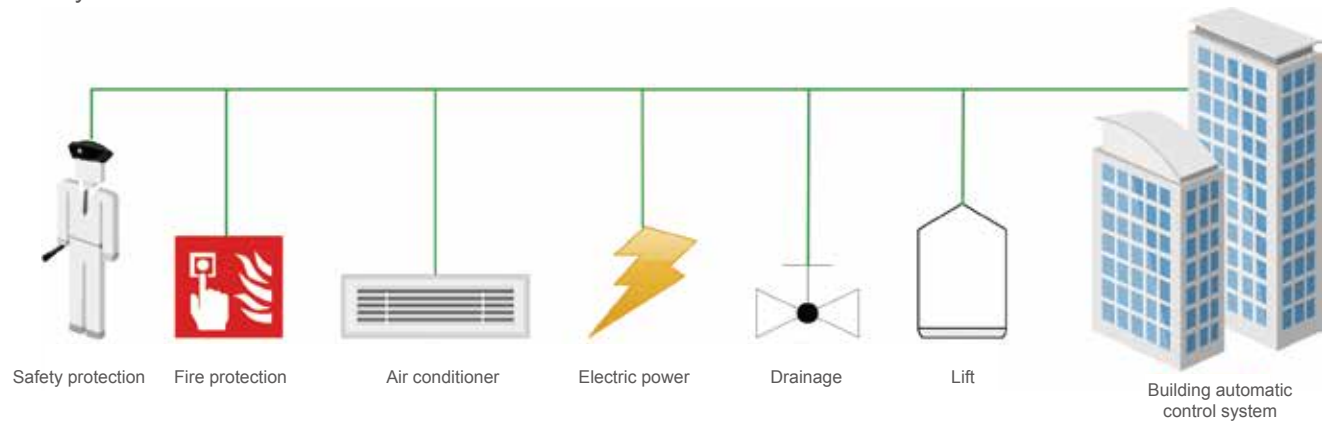 Safety protection
Fire protection
Air conditioner
Electric power
Drainage
Lift
Building automatic
control system